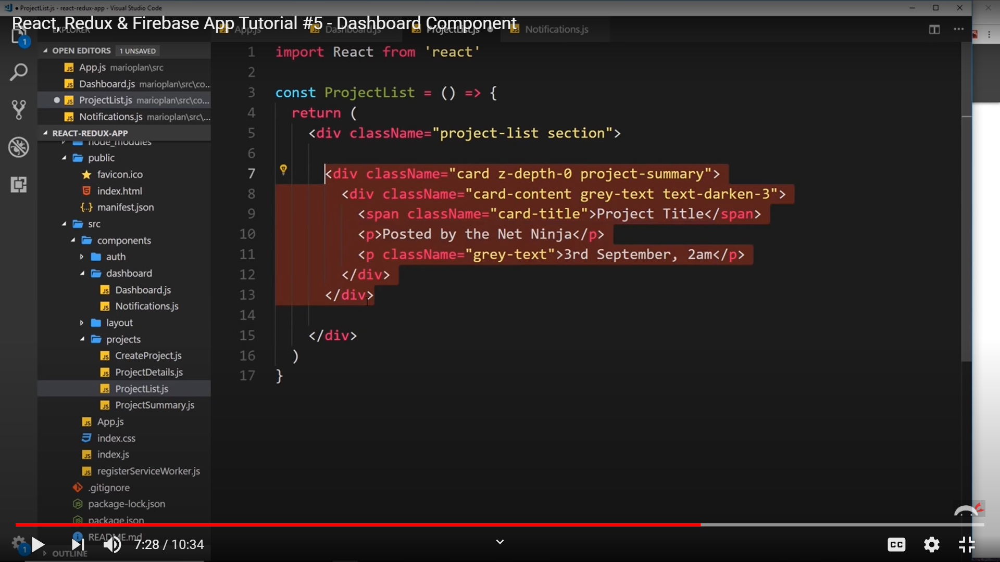 ProjectList.js - react-redux-app - Visual Studio Code
React, Redux & Firebase App Tutorial #5 - Dashboard Component
EXPLORER
App.js
Dashboard.js
ProjectList.js
Notifications.js
1
OPEN EDITORS 1 UNSAVED
App.js marioplan\src
Dashboard.js marioplan\src\co...
ProjectList.js marioplan\src\co...
Notifications.js marioplan\src\...
REACT-REDUX-APP
node_modules
public
favicon.ico
index.html
manifest.json
src
components
auth
dashboard
Dashboard.js
Notifications.js
layout
projects
CreateProject.js
ProjectDetails.js
ProjectList.js
ProjectSummary.js
App.js
index.css
index.js
registerServiceWorker.js
.gitignore
package-lock.json
package.json
README.md
OUTLINE
1
1 import React from 'react'
2
3 const ProjectList = () => {
4 return (
5 <div className="project-list section">
6
7 <div className="card z-depth-0 project-summary">
8 <div className="card-content grey-text text-darken-3">
9 <span className="card-title">Project Title</span>
10 <p>Posted by the Net Ninja</p>
11 <p className="grey-text">3rd September, 2am</p>
12 </div>
13 </div>
14
15 </div>
16 )
17 }
7:28 / 10:34
CC